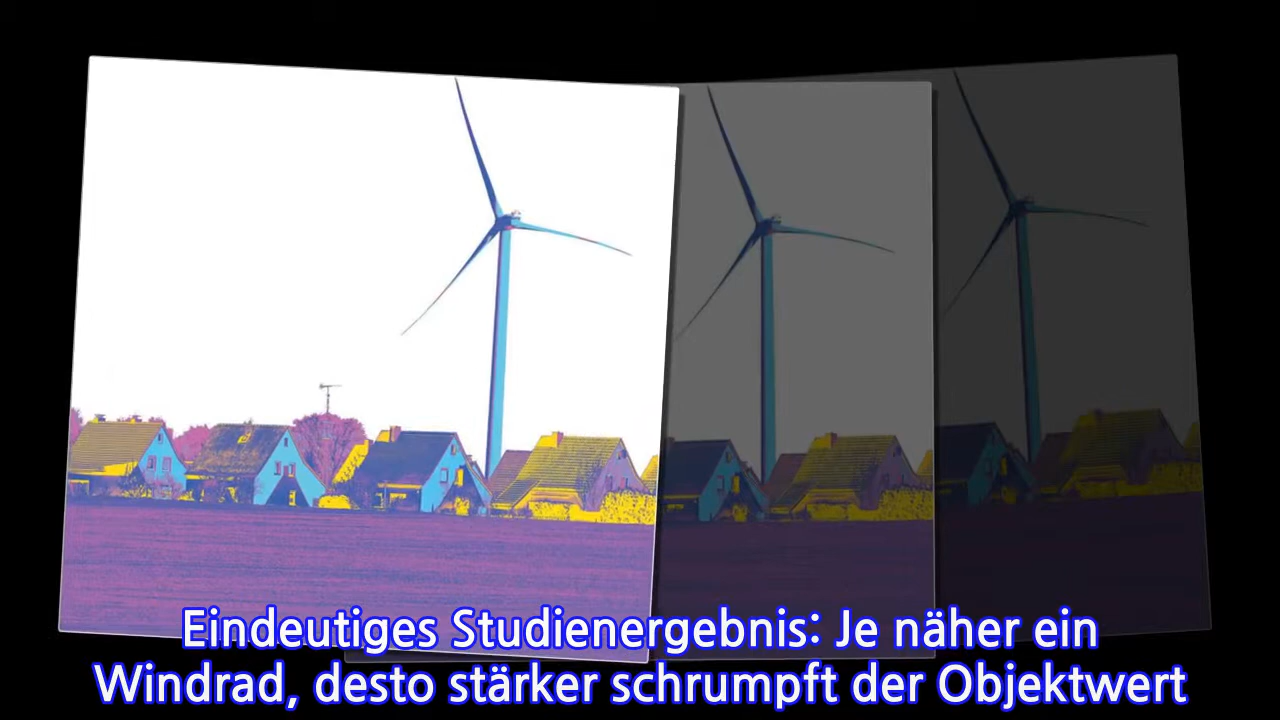 Eindeutiges Studienergebnis: Je näher ein
Windrad, desto stärker schrumpft der Objektwert